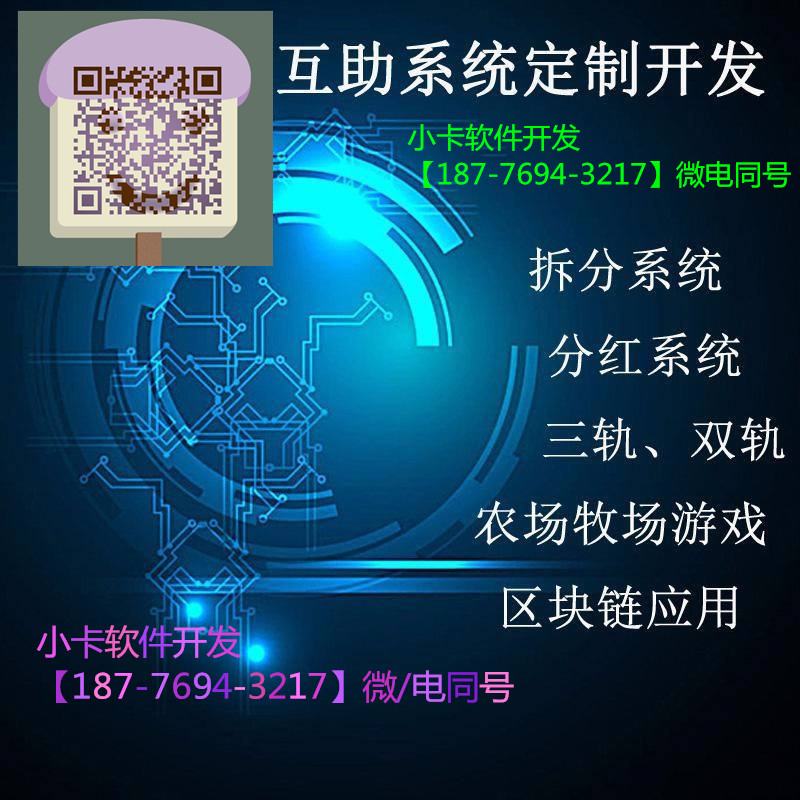 互助系统定制开发
小卡软件开发
【187-7694-3217】微电同号
拆分系统
分红系统
三轨、双轨
农场牧场游戏
区块链应用
小卡软件开发
【187-7694-3217】微/电同号